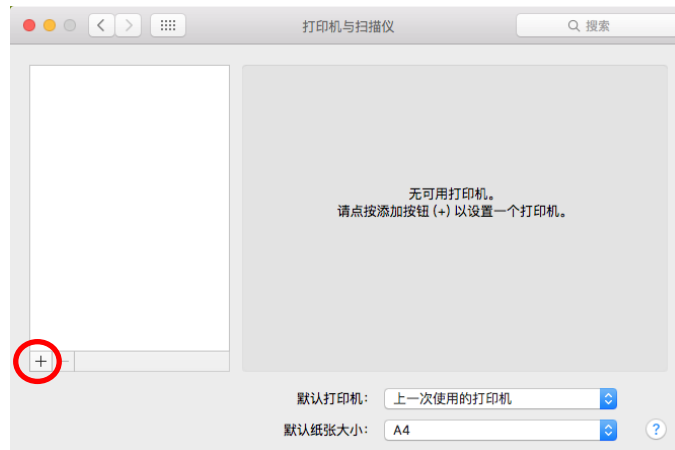 打印机与扫描仪
搜索
无可用打印机。
请点按添加按钮 (+) 以设置一个打印机。
+ −
默认打印机: 上一次使用的打印机
默认纸张大小: A4
?